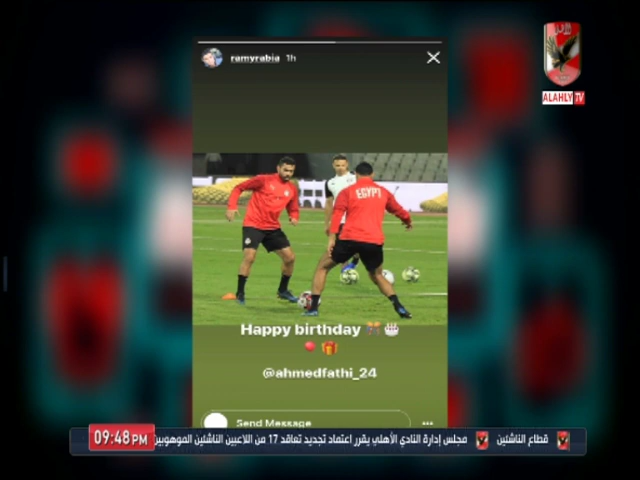 ramyrabia 1h
ALAHLY TV
EGYPT
Happy birthday
@ahmedfathi_24
Send Message
09:48 PM
قطاع الناشئين
مجلس إدارة النادي الأهلي يقرر اعتماد تجديد تعاقد 17 من اللاعبين الناشئين الموهوبين